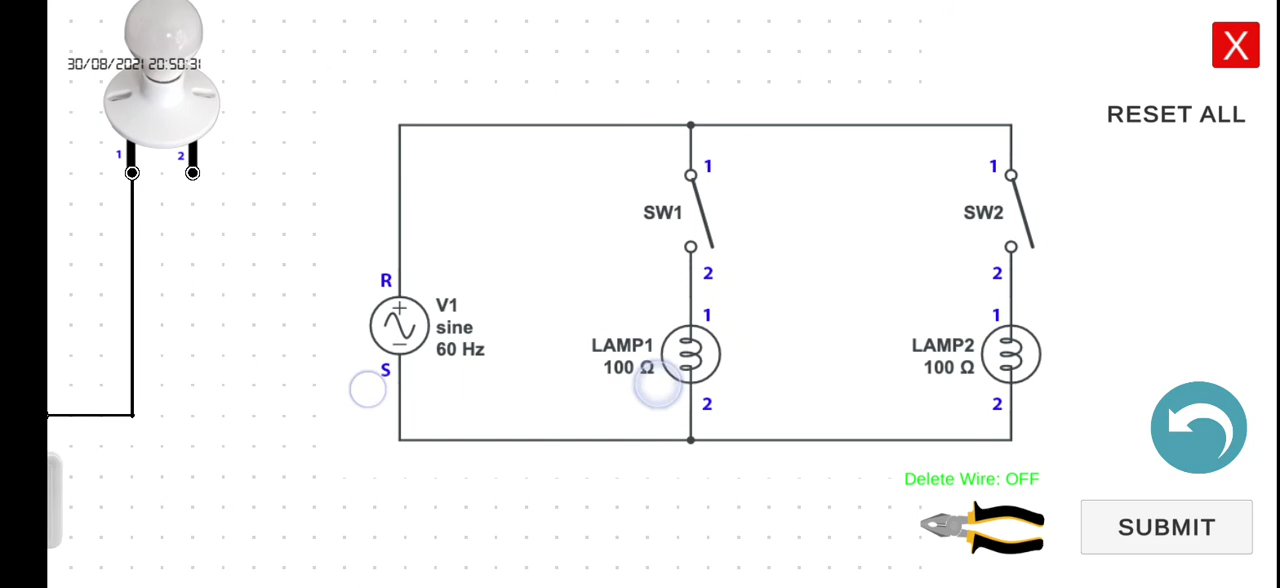 30/08/2021 20:50:31
X
RESET ALL
1
2
1
1
SW1
SW2
R
2
2
V1
sine
60 Hz
1
1
LAMP1
100 Ω
LAMP2
100 Ω
S
2
2
Delete Wire: OFF
SUBMIT